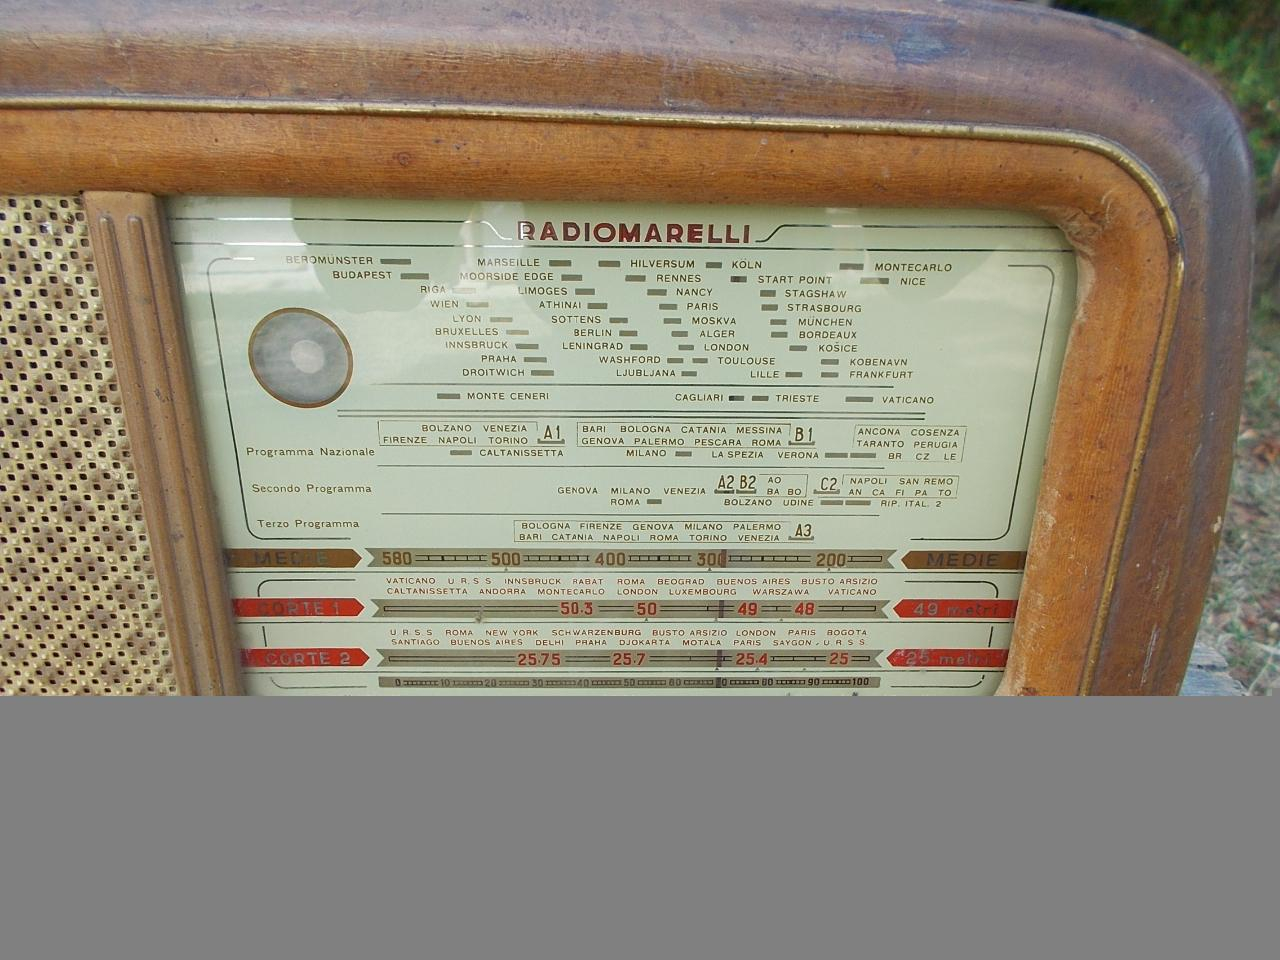 RADIOMARELLI
BEROMÜNSTER MARSEILLE HILVERSUM KÖLN MONTECARLO
BUDAPEST MOORSIDE EDGE RENNES START POINT NICE
RIGA LIMOGES NANCY STAGSHAW
WIEN ATHINAI PARIS STRASBOURG
LYON SOTTENS MOSKVA MÜNCHEN
BRUXELLES BERLIN ALGER BORDEAUX
INNSBRUCK LENINGRAD LONDON KOŠICE
PRAHA WASHFORD TOULOUSE KOBENAVN
DROITWICH LJUBLJANA LILLE FRANKFURT
MONTE CENERI CAGLIARI TRIESTE VATICANO
BOLZANO VENEZIA A1 BARI BOLOGNA CATANIA MESSINA B1 ANCONA COSENZA
FIRENZE NAPOLI TORINO GENOVA PALERMO PESCARA ROMA TARANTO PERUGIA
Programma Nazionale CALTANISSETTA MILANO LA SPEZIA VERONA BR CZ LE
A2 B2 AO C2 NAPOLI SAN REMO
Secondo Programma GENOVA MILANO VENEZIA BA BO AN CA FI PA TO
ROMA BOLZANO UDINE RIP. ITAL. 2
Terzo Programma BOLOGNA FIRENZE GENOVA MILANO PALERMO A3
BARI CATANIA NAPOLI ROMA TORINO VENEZIA
MEDIE 580 500 400 300 200 MEDIE
VATICANO U.R.S.S INNSBRUCK RABAT ROMA BEOGRAD BUENOS AIRES BUSTO ARSIZIO
CALTANISSETTA ANDORRA MONTECARLO LONDON LUXEMBOURG WARSZAWA VATICANO
CORTE 1 50.3 50 49 48 49 metri
U.R.S.S ROMA NEW YORK SCHWARZENBURG BUSTO ARSIZIO LONDON PARIS BOGOTA
SANTIAGO BUENOS AIRES DELHI PRAHA DJOKARTA MOTALA PARIS SAYGON U.R.S.S.
CORTE 2 25.75 25.7 25.4 25 25 metri
0 10 20 30 40 50 60 70 80 90 100